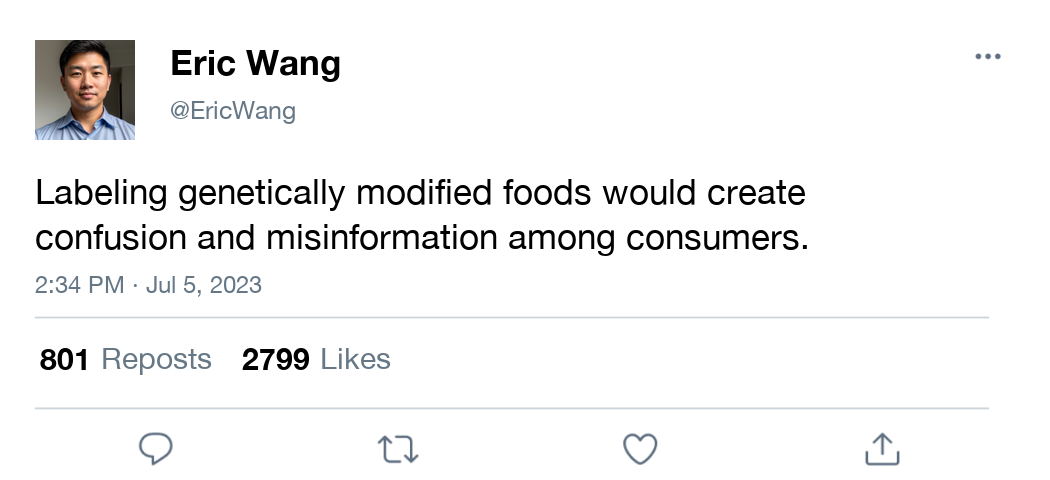 Eric Wang
@EricWang
Labeling genetically modified foods would create
confusion and misinformation among consumers.
2:34 PM · Jul 5, 2023
801 Reposts 2799 Likes